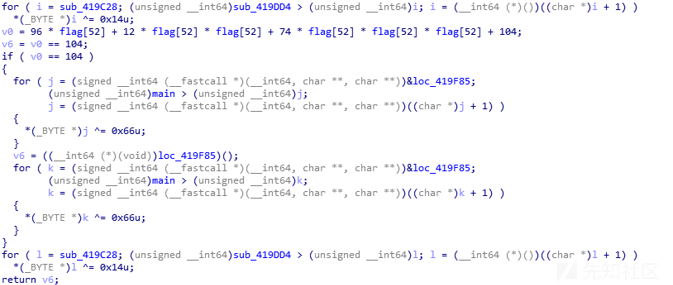 for ( i = sub_419C28; (unsigned __int64)sub_419DD4 > (unsigned __int64)i; i = (__int64 (*)())((char *)i + 1) )
*(_BYTE *)i ^= 0x14u;
v0 = 96 * flag[52] + 12 * flag[52] * flag[52] + 74 * flag[52] * flag[52] * flag[52] + 104;
v6 = v0 == 104;
if ( v0 == 104 )
{
for ( j = (signed __int64 (__fastcall *)(__int64, char **, char **))&loc_419F85;
(unsigned __int64)main > (unsigned __int64)j;
j = (signed __int64 (__fastcall *)(__int64, char **, char **))((char *)j + 1) )
{
*(_BYTE *)j ^= 0x66u;
}
v6 = ((__int64 (*)(void))loc_419F85)();
for ( k = (signed __int64 (__fastcall *)(__int64, char **, char **))&loc_419F85;
(unsigned __int64)main > (unsigned __int64)k;
k = (signed __int64 (__fastcall *)(__int64, char **, char **))((char *)k + 1) )
{
*(_BYTE *)k ^= 0x66u;
}
}
for ( l = sub_419C28; (unsigned __int64)sub_419DD4 > (unsigned __int64)l; l = (__int64 (*)())((char *)l + 1) )
*(_BYTE *)l ^= 0x14u;
return v6;
先知社区